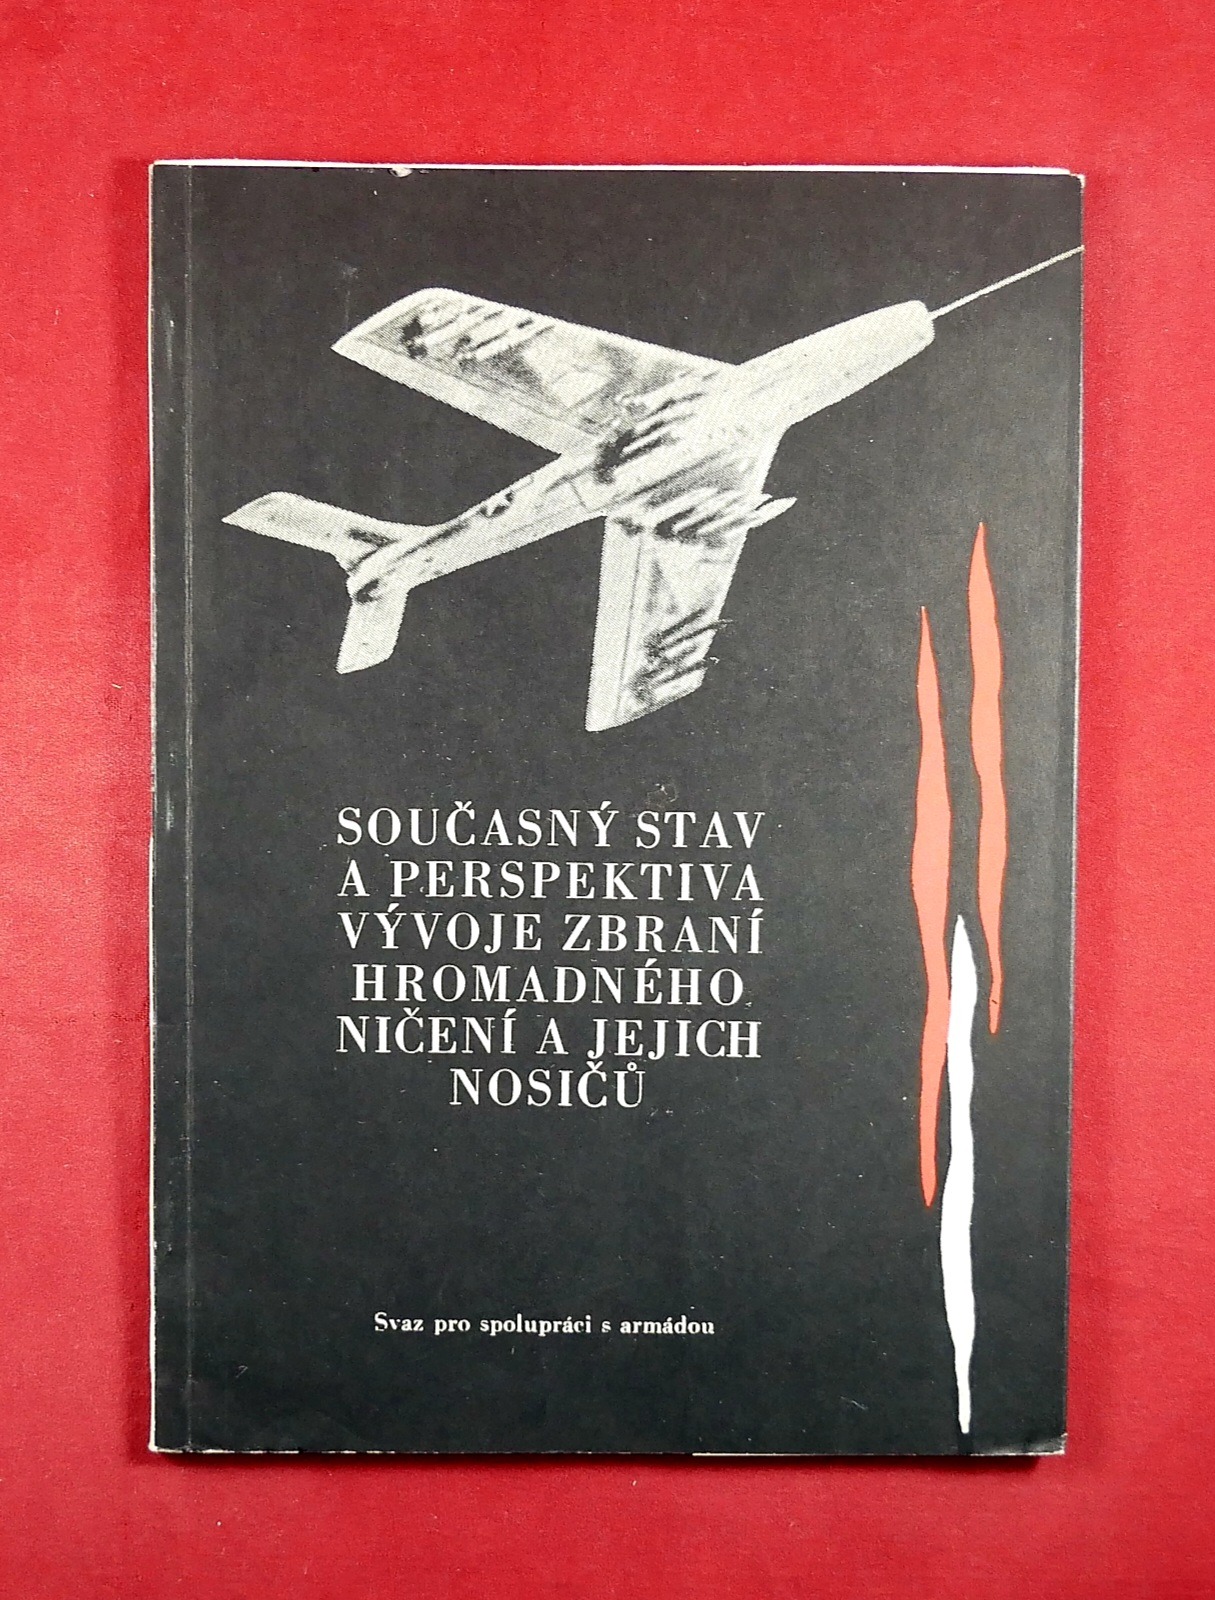 SOUČASNÝ STAV
A PERSPEKTIVA
VÝVOJE ZBRANÍ
HROMADNÉHO
NIČENÍ A JEJICH
NOSIČŮ
Svaz pro spolupráci s armádou